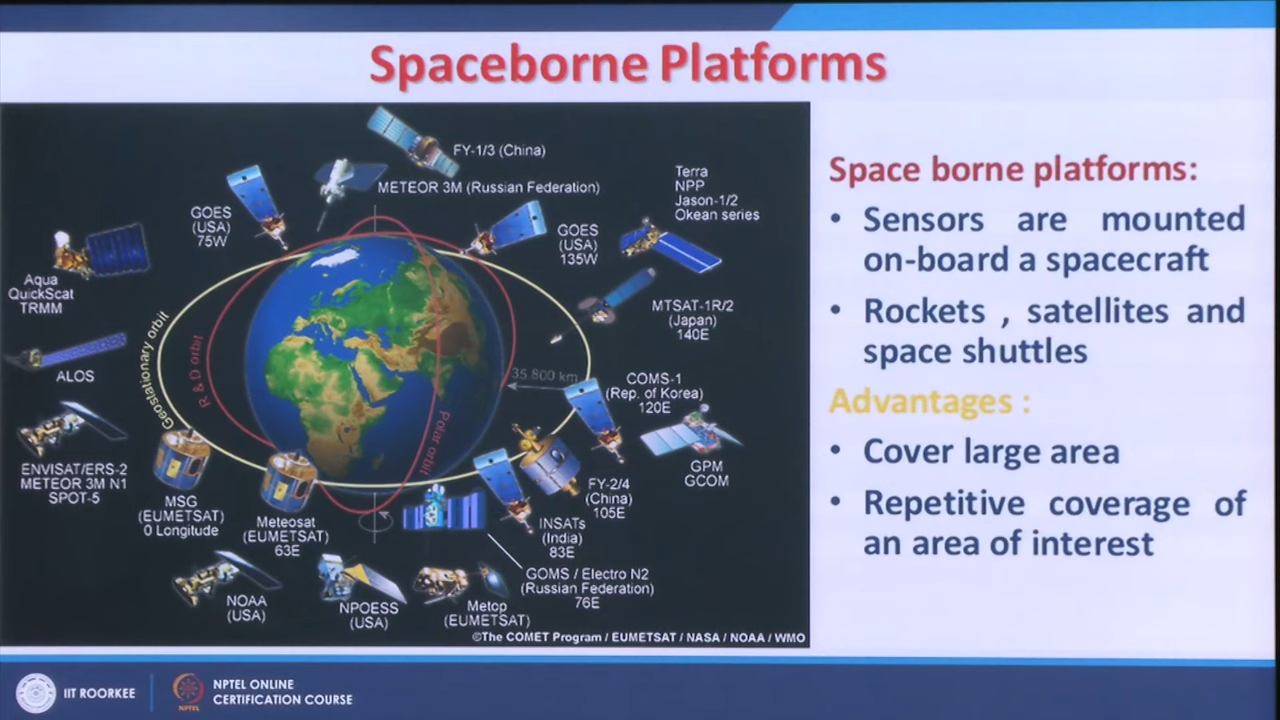 Spaceborne Platforms
FY-1/3 (China)
METEOR 3M (Russian Federation)
GOES
(USA)
75W
GOES
(USA)
135W
Terra
NPP
Jason-1/2
Okean series
Aqua
QuickScat
TRMM
MTSAT-1R/2
(Japan)
140E
Geostationary orbit
R & D orbit
Polar orbit
35,800 km
ALOS
COMS-1
(Rep. of Korea)
120E
GPM
GCOM
ENVISAT/ERS-2
METEOR 3M N1
SPOT-5
MSG
(EUMETSAT)
0 Longitude
Meteosat
(EUMETSAT)
63E
FY-2/4
(China)
105E
INSATs
(India)
83E
GOMS / Electro N2
(Russian Federation)
76E
NOAA
(USA)
NPOESS
(USA)
Metop
(EUMETSAT)
©The COMET Program / EUMETSAT / NASA / NOAA / WMO
Space borne platforms:
• Sensors are mounted
on-board a spacecraft
• Rockets , satellites and
space shuttles
Advantages :
• Cover large area
• Repetitive coverage of
an area of interest
IIT ROORKEE
NPTEL
NPTEL ONLINE
CERTIFICATION COURSE